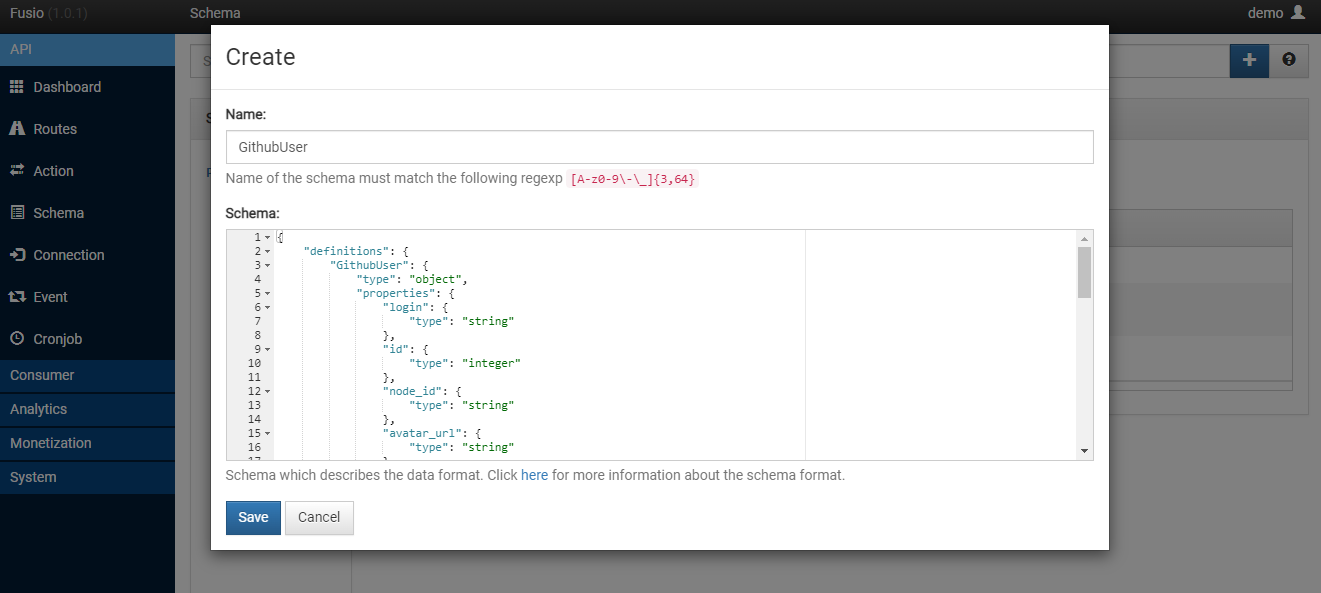 Fusio (1.0.1) Schema demo
API
Dashboard
Routes
Action
Schema
Connection
Event
Cronjob
Consumer
Analytics
Monetization
System
Create
Name:
GithubUser
Name of the schema must match the following regexp [A-z0-9\-\_]{3,64}
Schema:
1 {
2 "definitions": {
3 "GithubUser": {
4 "type": "object",
5 "properties": {
6 "login": {
7 "type": "string"
8 },
9 "id": {
10 "type": "integer"
11 },
12 "node_id": {
13 "type": "string"
14 },
15 "avatar_url": {
16 "type": "string"
Schema which describes the data format. Click here for more information about the schema format.
Save Cancel